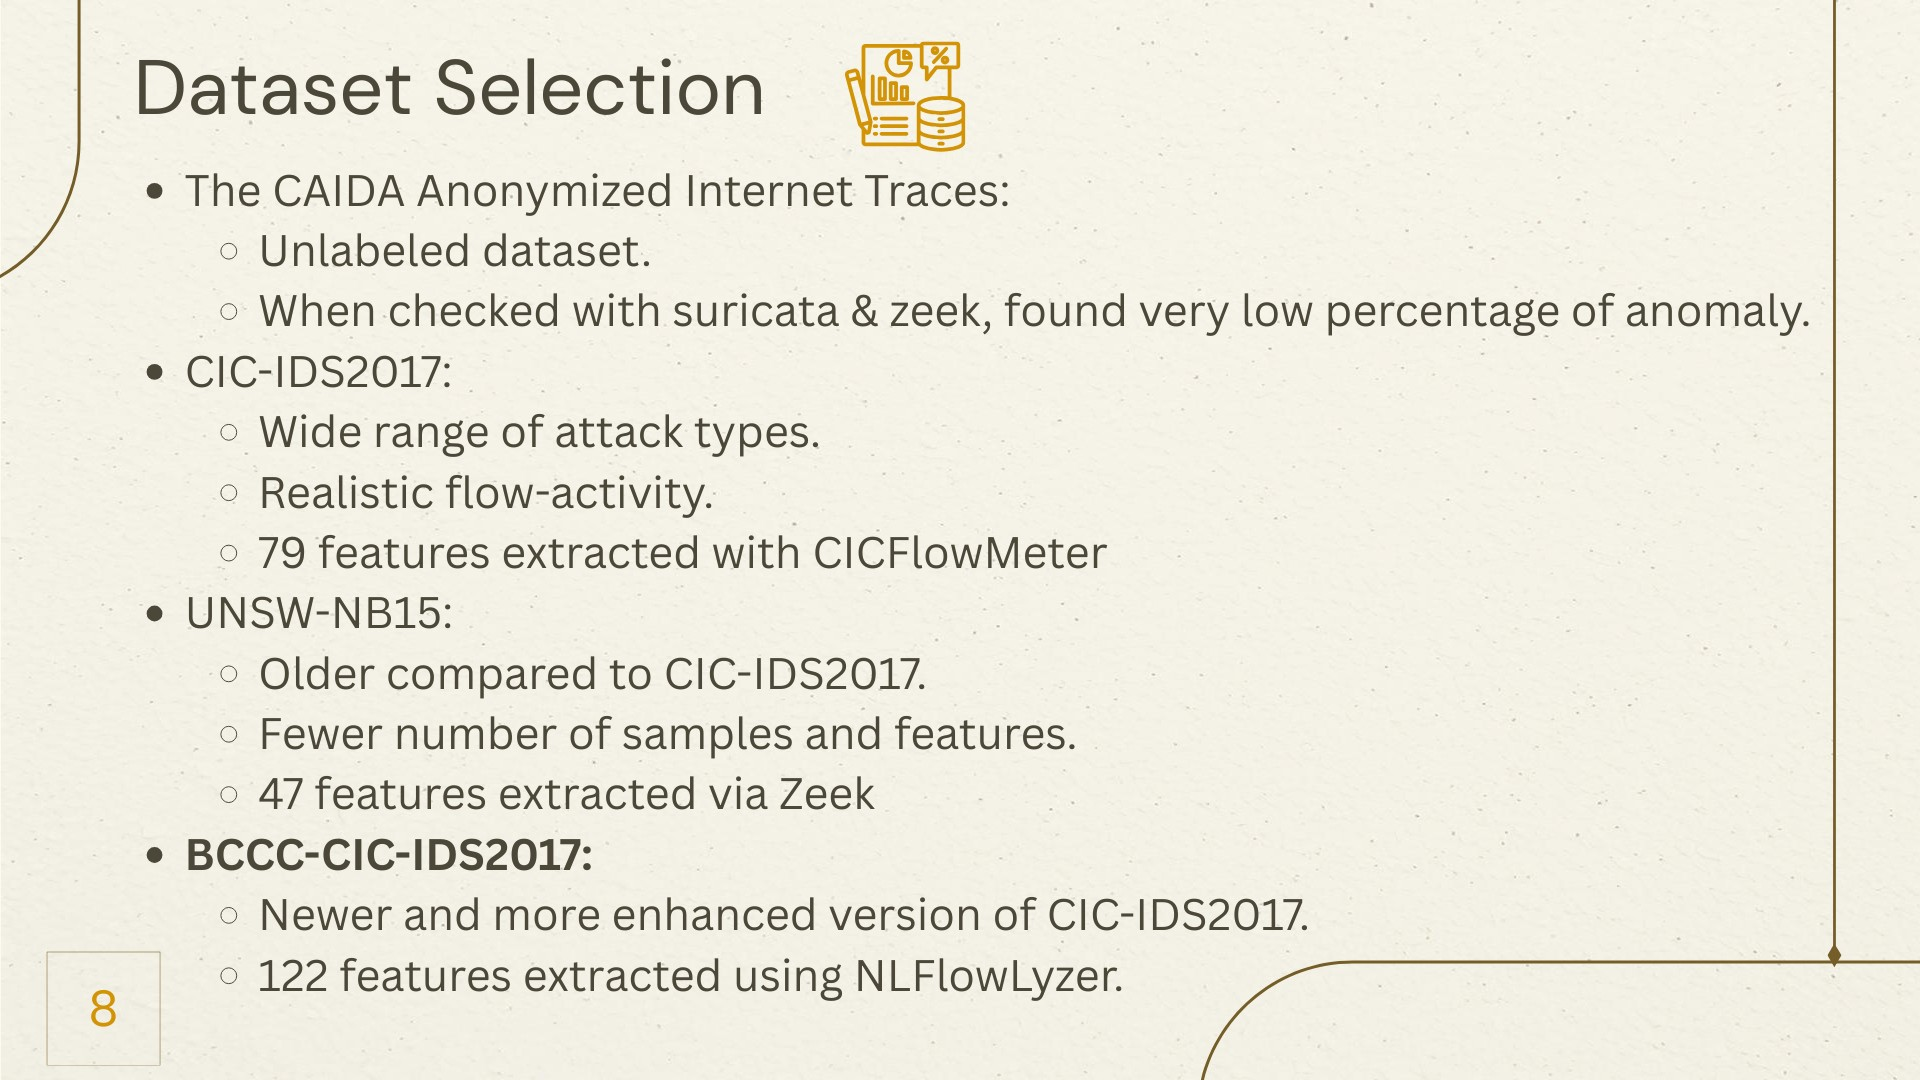 Dataset Selection
%
• The CAIDA Anonymized Internet Traces:
○ Unlabeled dataset.
○ When checked with suricata & zeek, found very low percentage of anomaly.
• CIC-IDS2017:
○ Wide range of attack types.
○ Realistic flow-activity.
○ 79 features extracted with CICFlowMeter
• UNSW-NB15:
○ Older compared to CIC-IDS2017.
○ Fewer number of samples and features.
○ 47 features extracted via Zeek
• BCCC-CIC-IDS2017:
○ Newer and more enhanced version of CIC-IDS2017.
○ 122 features extracted using NLFlowLyzer.
8